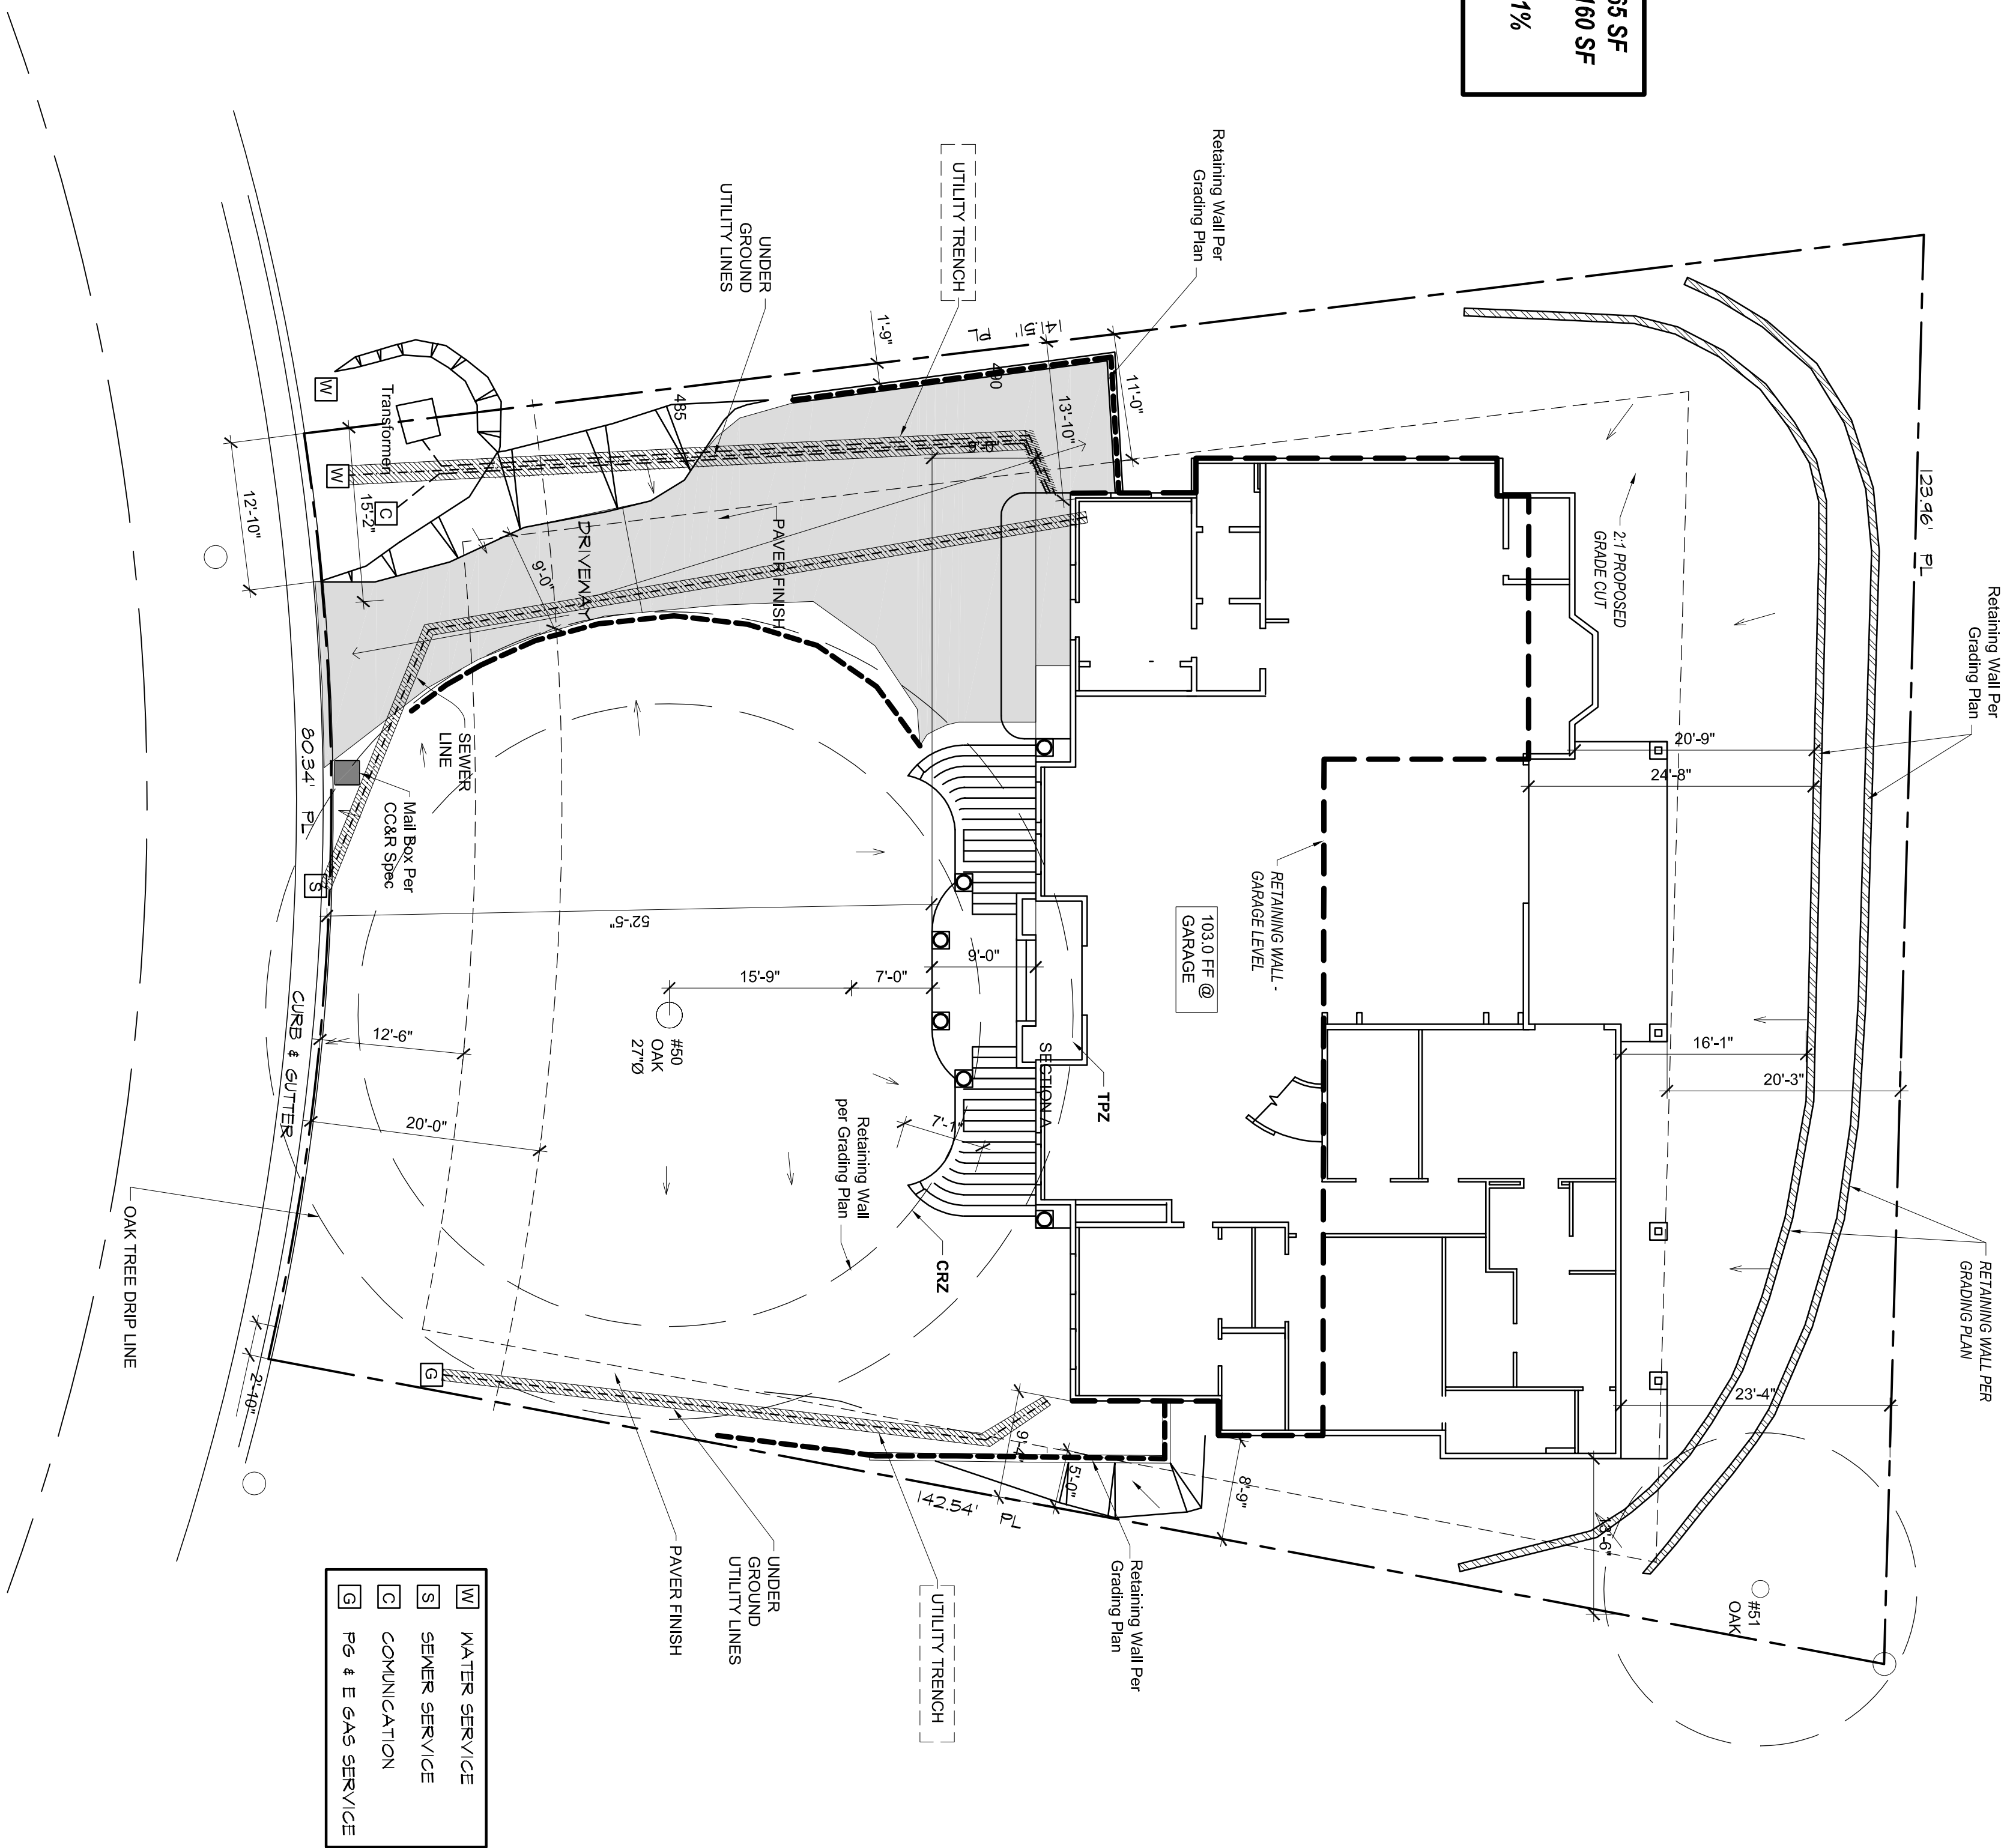 65 SF
160 SF
1%
123.96' PL
Retaining Wall Per
Grading Plan
Retaining Wall Per
Grading Plan
UTILITY TRENCH
UNDER
GROUND
UTILITY LINES
1'-9"
PL
11'-0"
13'-10"
490
485
2:1 PROPOSED
GRADE CUT
20'-9"
24'-8"
W
Transformer
W
C
15'-2"
12'-10"
9'-0"
DRIVEWAY
PAVER FINISH
SEWER
LINE
Mail Box Per
CC&R Spec
80.34' PL
S
52'-5"
15'-9"
7'-0"
9'-0"
RETAINING WALL -
GARAGE LEVEL
103.0 FF @
GARAGE
#50
OAK
27"Ø
SECTION A
TPZ
16'-1"
20'-3"
CURB & GUTTER
12'-6"
20'-0"
Retaining Wall
per Grading Plan
7'-1"
CRZ
OAK TREE DRIP LINE
RETAINING WALL PER
GRADING PLAN
23'-4"
2'-10"
G
9'-4"
5'-0"
8'-9"
142.54' PL
#51
OAK
Retaining Wall Per
Grading Plan
UTILITY TRENCH
UNDER
GROUND
UTILITY LINES
PAVER FINISH
W WATER SERVICE
S SEWER SERVICE
C COMUNICATION
G PG & E GAS SERVICE